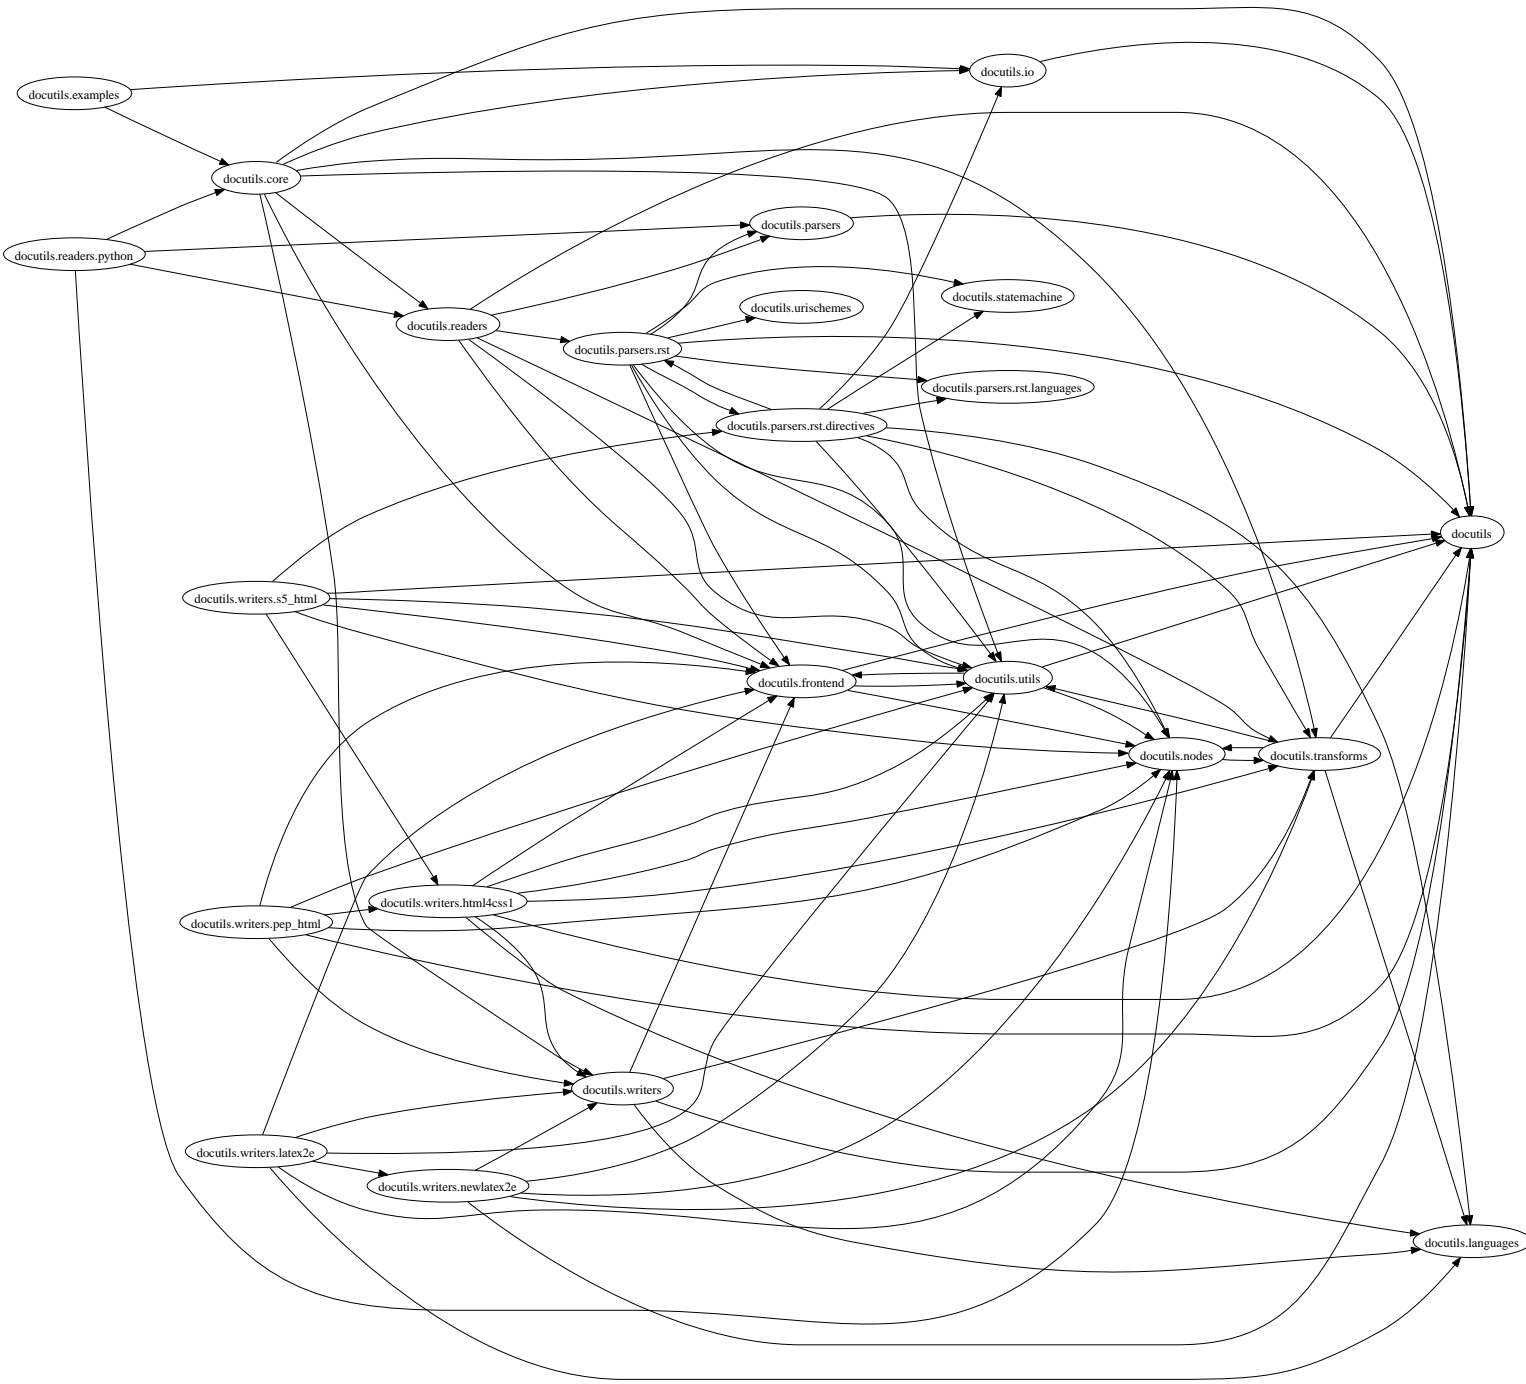 docutils.io
docutils.examples
docutils.core
docutils.parsers
docutils.readers.python
docutils.statemachine
docutils.urischemes
docutils.readers
docutils.parsers.rst
docutils.parsers.rst.languages
docutils.parsers.rst.directives
docutils
docutils.writers.s5_html
docutils.frontend
docutils.utils
docutils.nodes
docutils.transforms
docutils.writers.html4css1
docutils.writers.pep_html
docutils.writers
docutils.writers.latex2e
docutils.writers.newlatex2e
docutils.languages